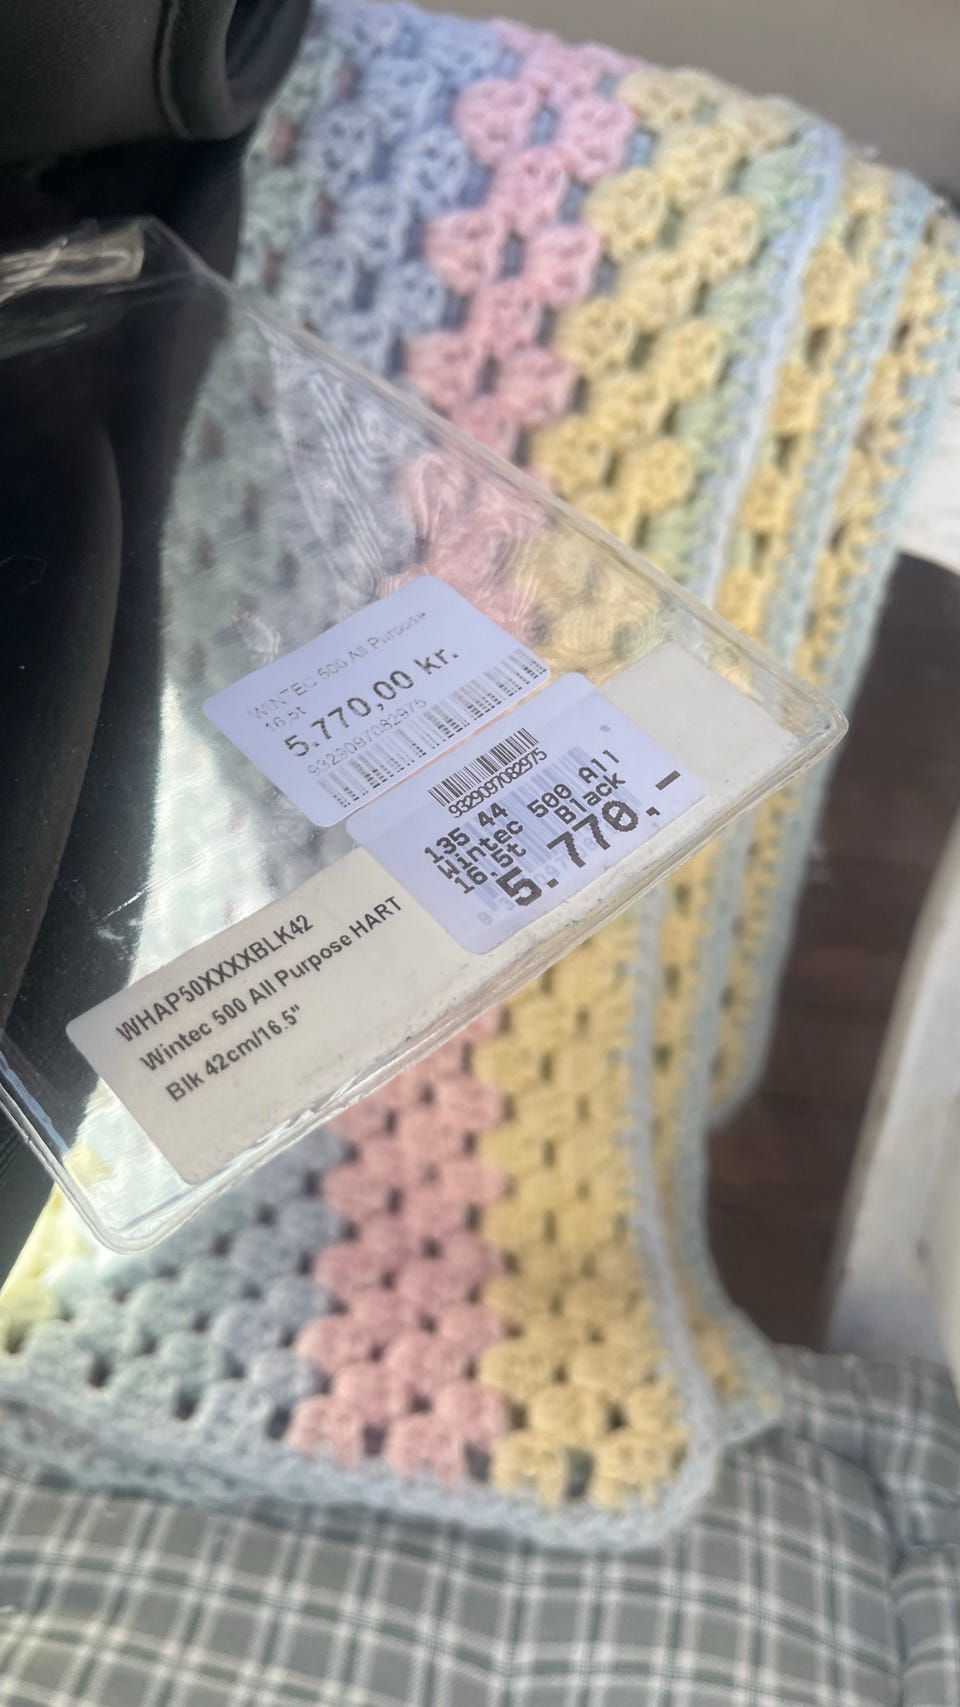 WINTEC 500 All Purpose
16,5t
5.770,00 kr.
9329097082975
9329097082975
135 44
Wintec 500 All
16,5t Black
5.770,-
WHAP50XXXXBLK42
Wintec 500 All Purpose HART
Blk 42cm/16.5"